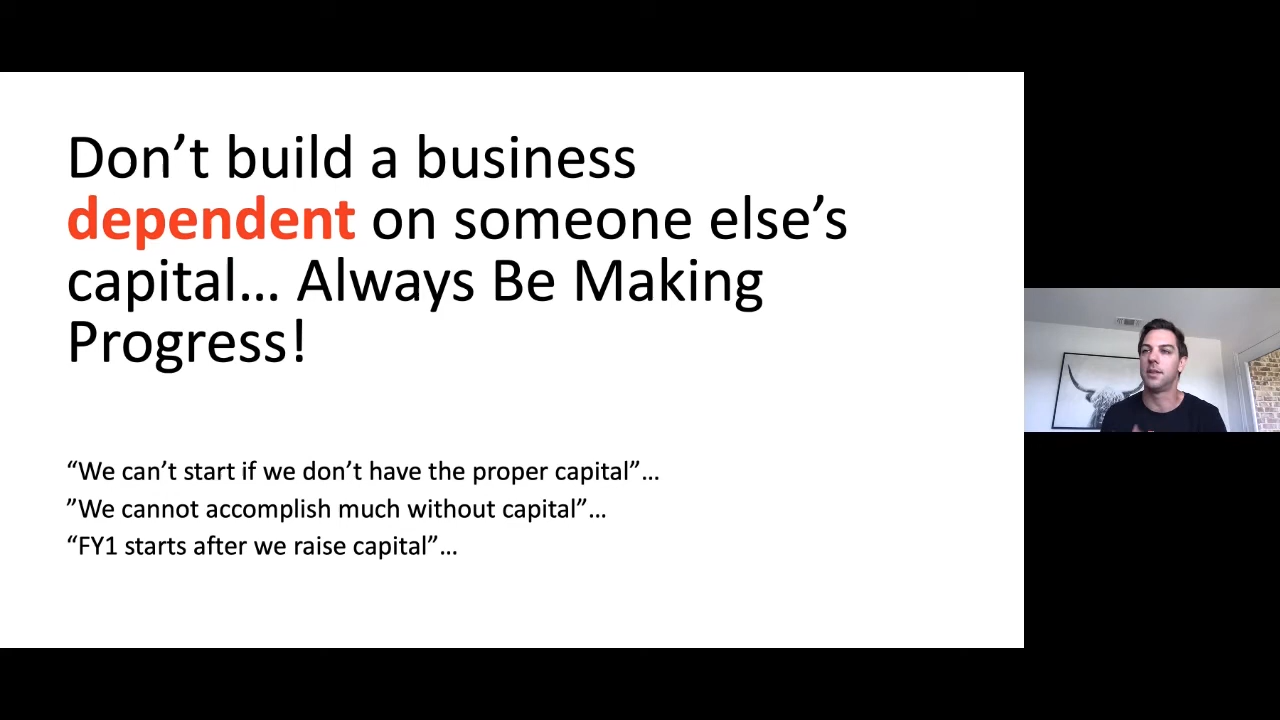 Don’t build a business
dependent on someone else’s
capital... Always Be Making
Progress!
“We can’t start if we don’t have the proper capital”...
”We cannot accomplish much without capital”...
“FY1 starts after we raise capital”...